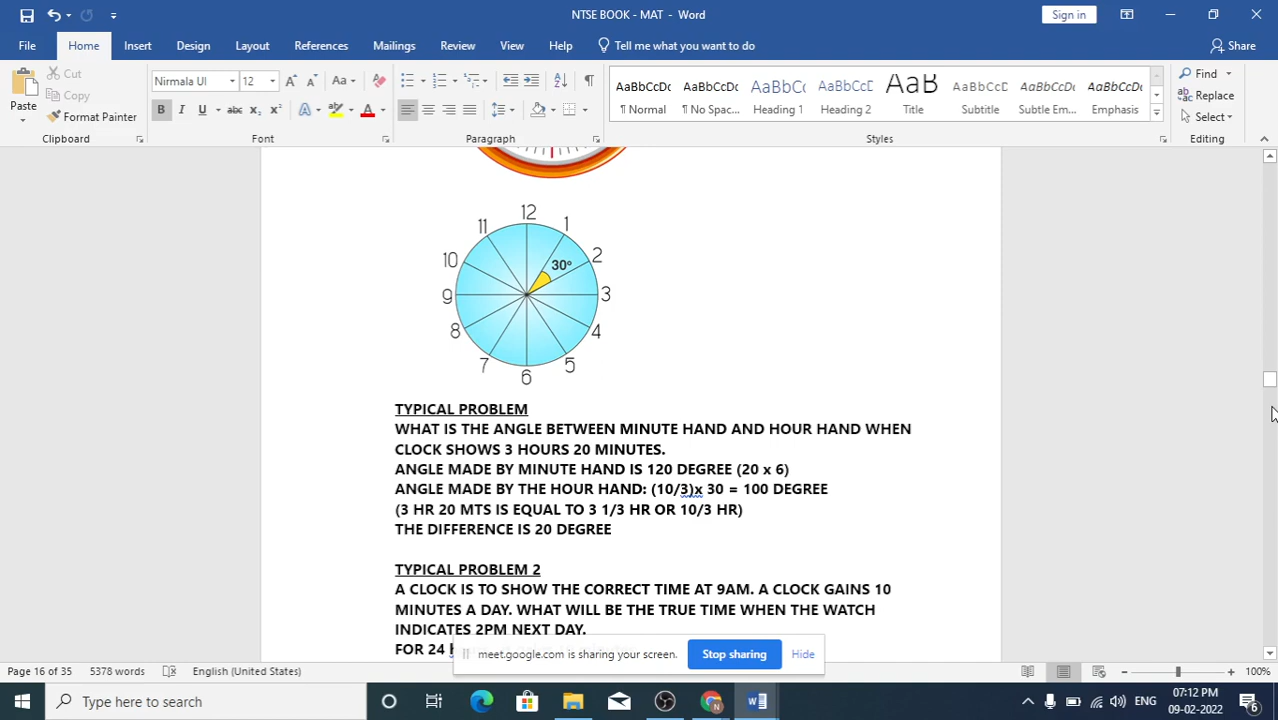 NTSE BOOK - MAT - Word
Sign in
File Home Insert Design Layout References Mailings Review View Help Tell me what you want to do Share
Paste
Cut
Copy
Format Painter
Clipboard
Nirmala UI 12
Font
Paragraph
AaBbCcDc AaBbCcDc AaBbCc AaBbCcD AaB AaBbCcD AaBbCcDc AaBbCcDc
¶ Normal ¶ No Spac... Heading 1 Heading 2 Title Subtitle Subtle Em... Emphasis
Styles
Find
Replace
Select
Editing
12
11 1
10 2
30º
9 3
8 4
7 5
6
TYPICAL PROBLEM
WHAT IS THE ANGLE BETWEEN MINUTE HAND AND HOUR HAND WHEN
CLOCK SHOWS 3 HOURS 20 MINUTES.
ANGLE MADE BY MINUTE HAND IS 120 DEGREE (20 x 6)
ANGLE MADE BY THE HOUR HAND: (10/3)x 30 = 100 DEGREE
(3 HR 20 MTS IS EQUAL TO 3 1/3 HR OR 10/3 HR)
THE DIFFERENCE IS 20 DEGREE
TYPICAL PROBLEM 2
A CLOCK IS TO SHOW THE CORRECT TIME AT 9AM. A CLOCK GAINS 10
MINUTES A DAY. WHAT WILL BE THE TRUE TIME WHEN THE WATCH
INDICATES 2PM NEXT DAY.
FOR 24
meet.google.com is sharing your screen. Stop sharing Hide
Page 16 of 35 5378 words English (United States) 100%
Type here to search
ENG
07:12 PM
09-02-2022
6